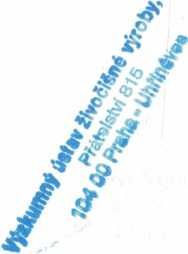 Výzkumný ústav živočišné výroby,
Přátelství 815
104 00 Praha - Uhříněves